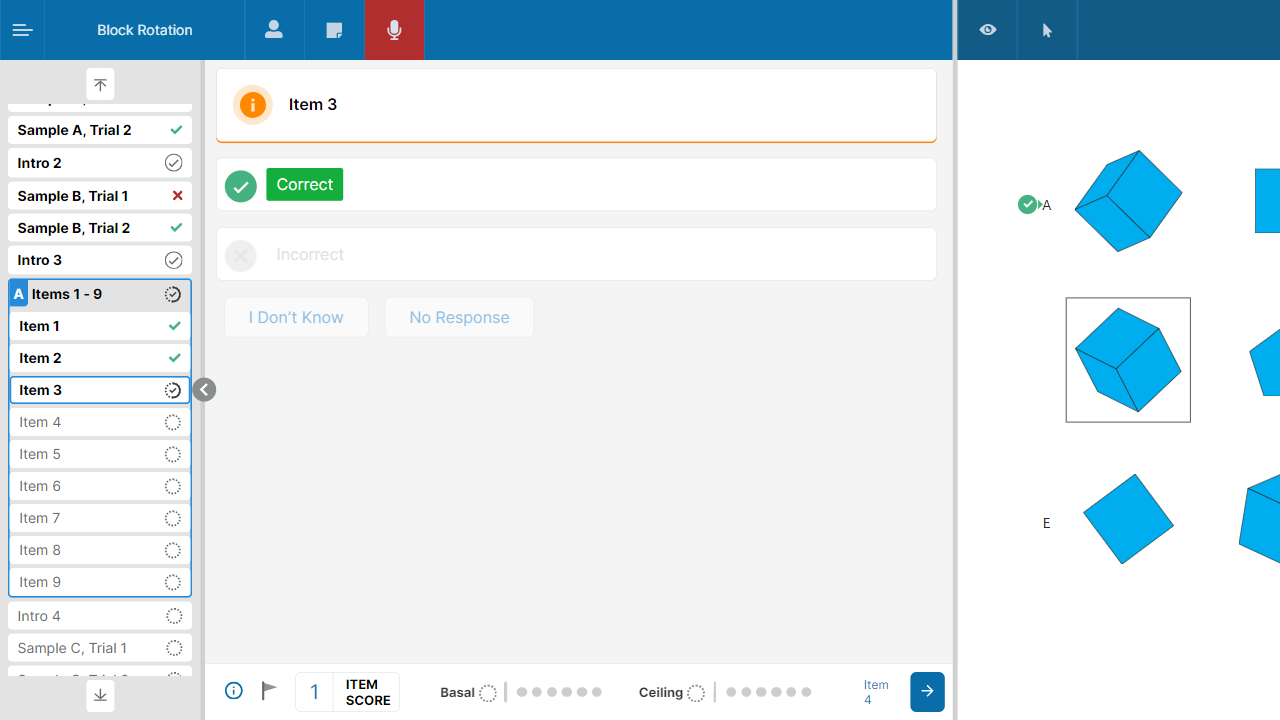 Block Rotation
Sample A, Trial 2
Intro 2
Sample B, Trial 1
Sample B, Trial 2
Intro 3
A Items 1 - 9
Item 1
Item 2
Item 3
Item 4
Item 5
Item 6
Item 7
Item 8
Item 9
Intro 4
Sample C, Trial 1
Item 3
Correct
Incorrect
I Don't Know
No Response
1
ITEM
SCORE
Basal
Ceiling
Item
4
A
E